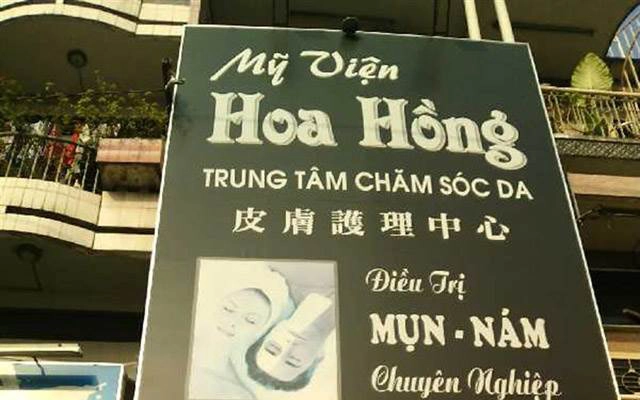 Mỹ Viện
Hoa Hồng
TRUNG TÂM CHĂM SÓC DA
皮膚護理中心
Điều Trị
MỤN - NÁM
Chuyên Nghiệp